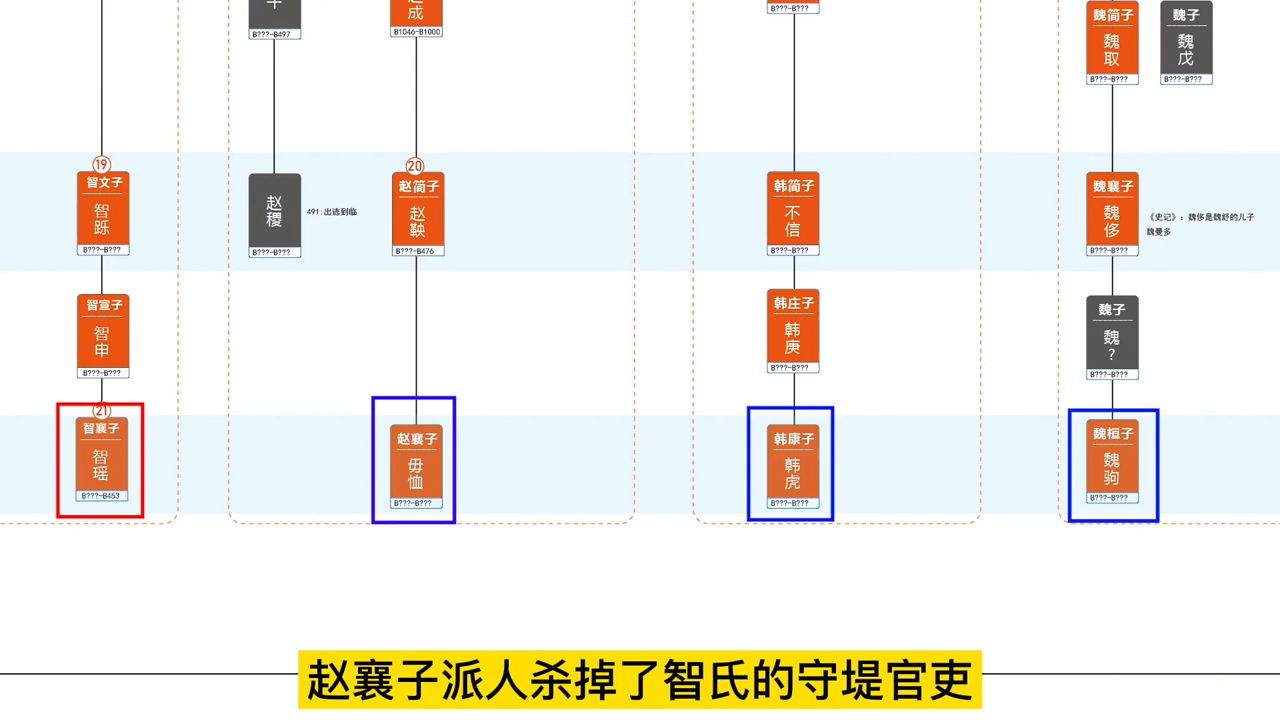 B???-B497
成
B1046-B1000
B???-B???
魏简子
魏取
B???-B???
魏子
魏戊
B???-B???
19
智文子
智跞
B???-B???
赵稷
B???-B???
491:出逃到临
20
赵简子
赵鞅
B???-B476
韩简子
不信
B???-B???
魏襄子
魏侈
B???-B???
《史记》:魏侈是魏舒的儿子
魏曼多
智宣子
智申
B???-B???
韩庄子
韩庚
B???-B???
魏子
魏?
B???-B???
21
智襄子
智瑶
B???-B453
赵襄子
毋恤
B???-B???
韩康子
韩虎
B???-B???
魏桓子
魏驹
B???-B???
赵襄子派人杀掉了智氏的守堤官吏